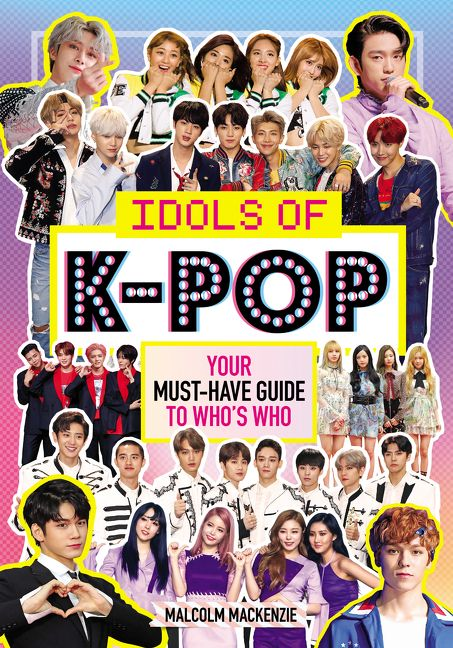 IDOLS OF
K-POP
YOUR
MUST-HAVE GUIDE
TO WHO'S WHO
MALCOLM MACKENZIE